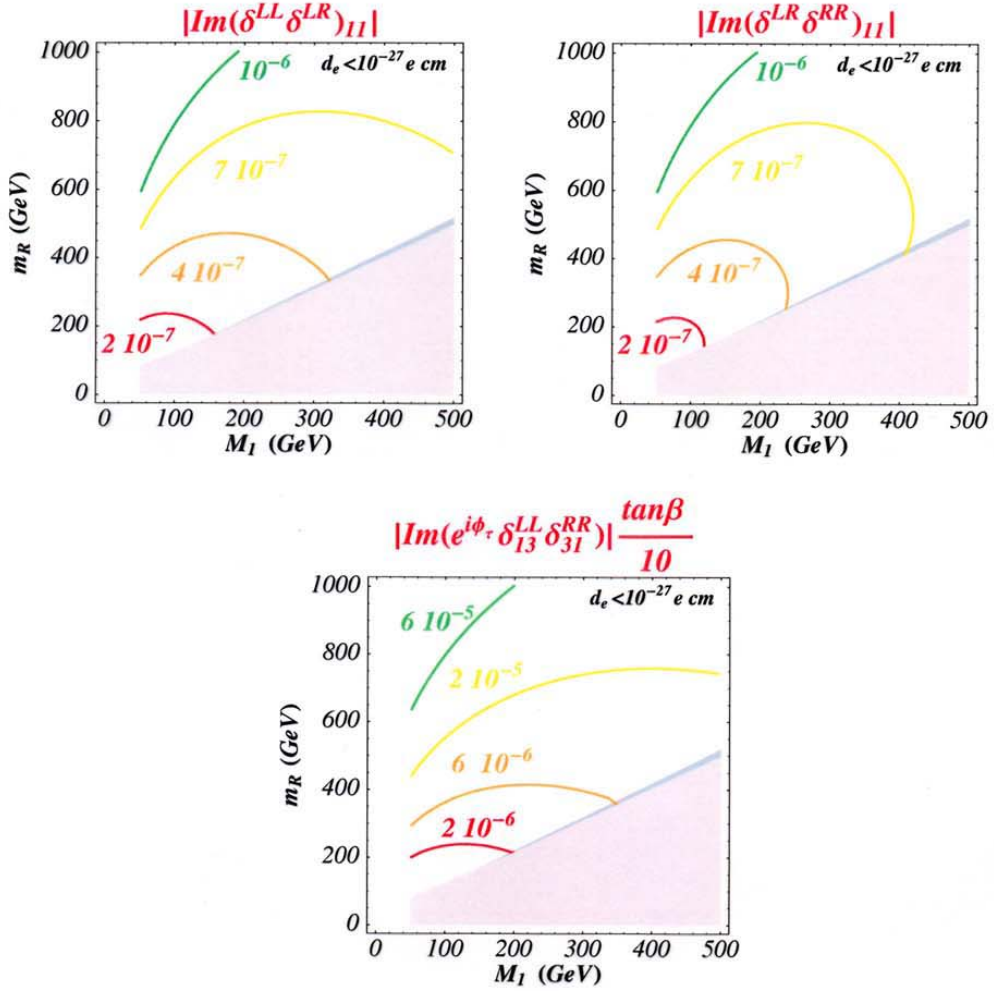 |Im(δ^LL δ^LR)_11|
1000
800
600
400
200
0
m_R (GeV)
10^−6
d_e<10^−27 e cm
7 10^−7
4 10^−7
2 10^−7
0 100 200 300 400 500
M_1 (GeV)
|Im(δ^LR δ^RR)_11|
1000
800
600
400
200
0
m_R (GeV)
10^−6
d_e<10^−27 e cm
7 10^−7
4 10^−7
2 10^−7
0 100 200 300 400 500
M_1 (GeV)
|Im(e^{iφ_τ} δ_13^LL δ_31^RR)| tanβ/10
1000
800
600
400
200
0
m_R (GeV)
6 10^−5
d_e<10^−27 e cm
2 10^−5
6 10^−6
2 10^−6
0 100 200 300 400 500
M_1 (GeV)